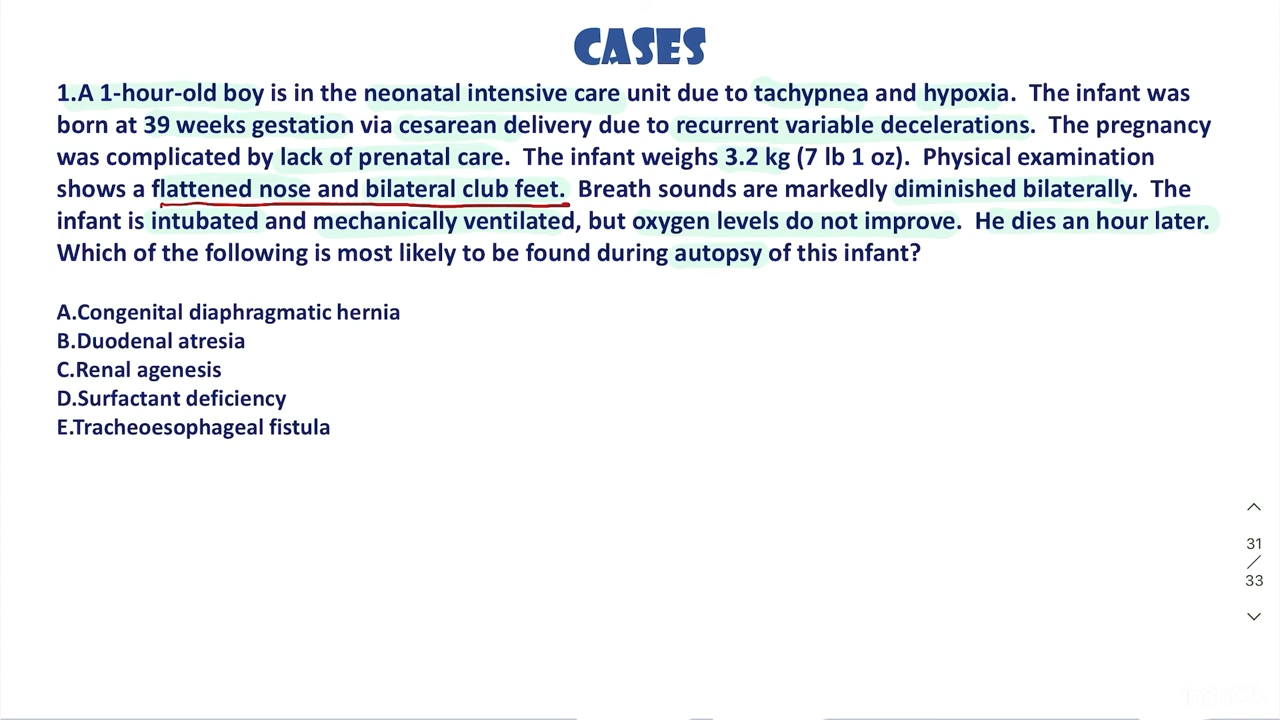 CASES
1.A 1-hour-old boy is in the neonatal intensive care unit due to tachypnea and hypoxia. The infant was
born at 39 weeks gestation via cesarean delivery due to recurrent variable decelerations. The pregnancy
was complicated by lack of prenatal care. The infant weighs 3.2 kg (7 lb 1 oz). Physical examination
shows a flattened nose and bilateral club feet. Breath sounds are markedly diminished bilaterally. The
infant is intubated and mechanically ventilated, but oxygen levels do not improve. He dies an hour later.
Which of the following is most likely to be found during autopsy of this infant?
A.Congenital diaphragmatic hernia
B.Duodenal atresia
C.Renal agenesis
D.Surfactant deficiency
E.Tracheoesophageal fistula
31
/
33